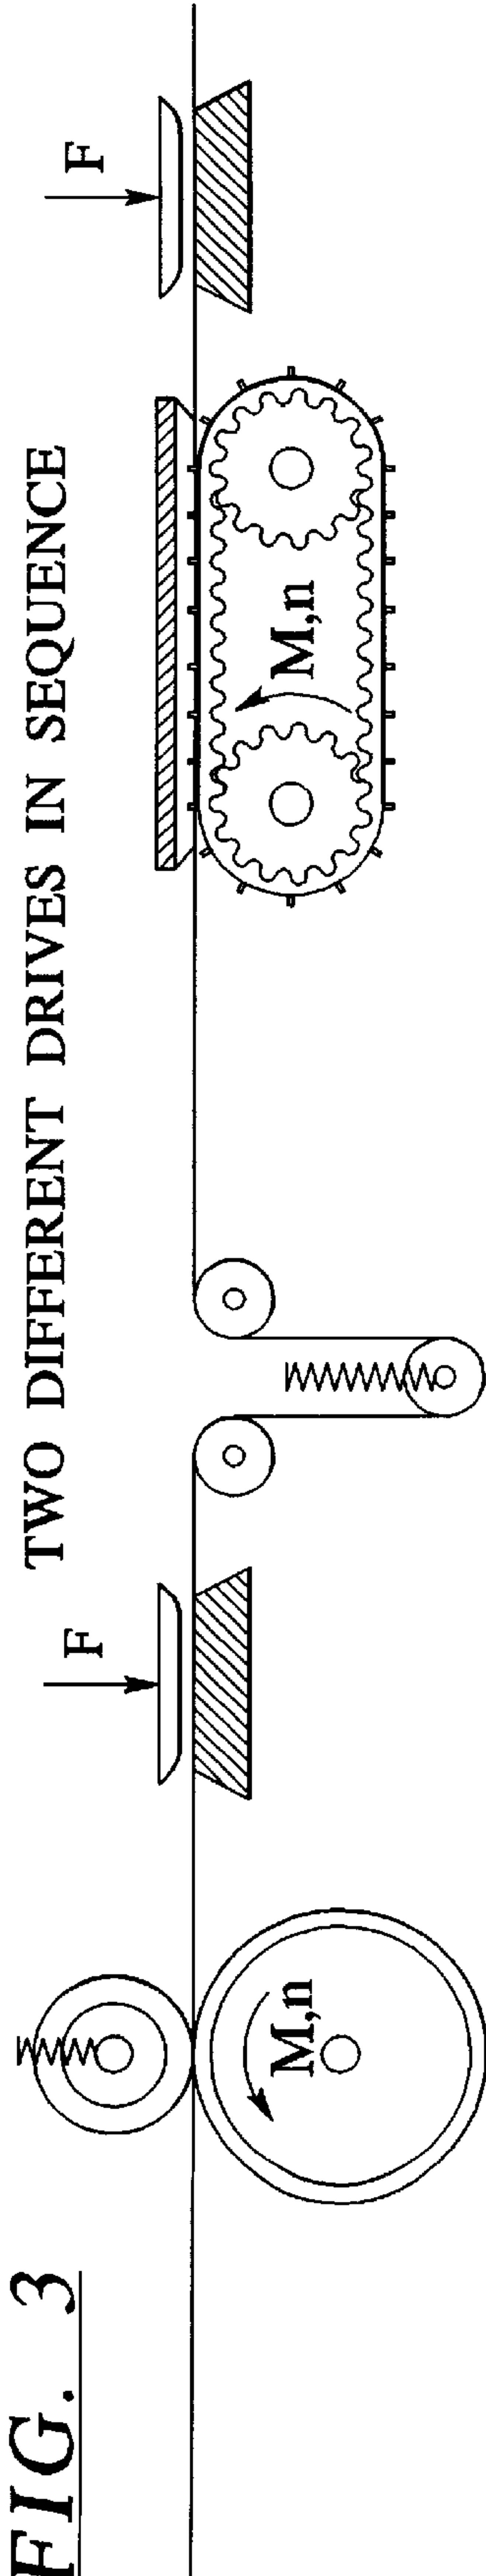 FIG. 3
TWO DIFFERENT DRIVES IN SEQUENCE
F
F
M,n
M,n